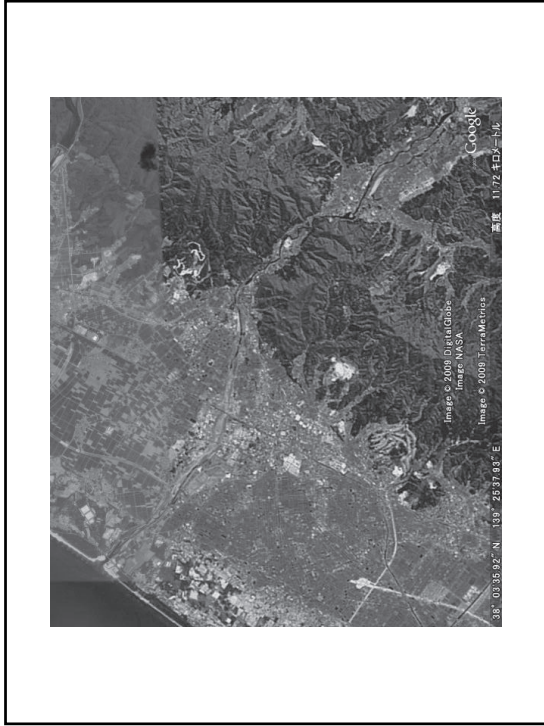 Image © 2009 DigitalGlobe
Image NASA
Image © 2009 TerraMetrics
38° 03'35.92" N 139° 25'37.93" E
高度 11.72 キロメートル
Google